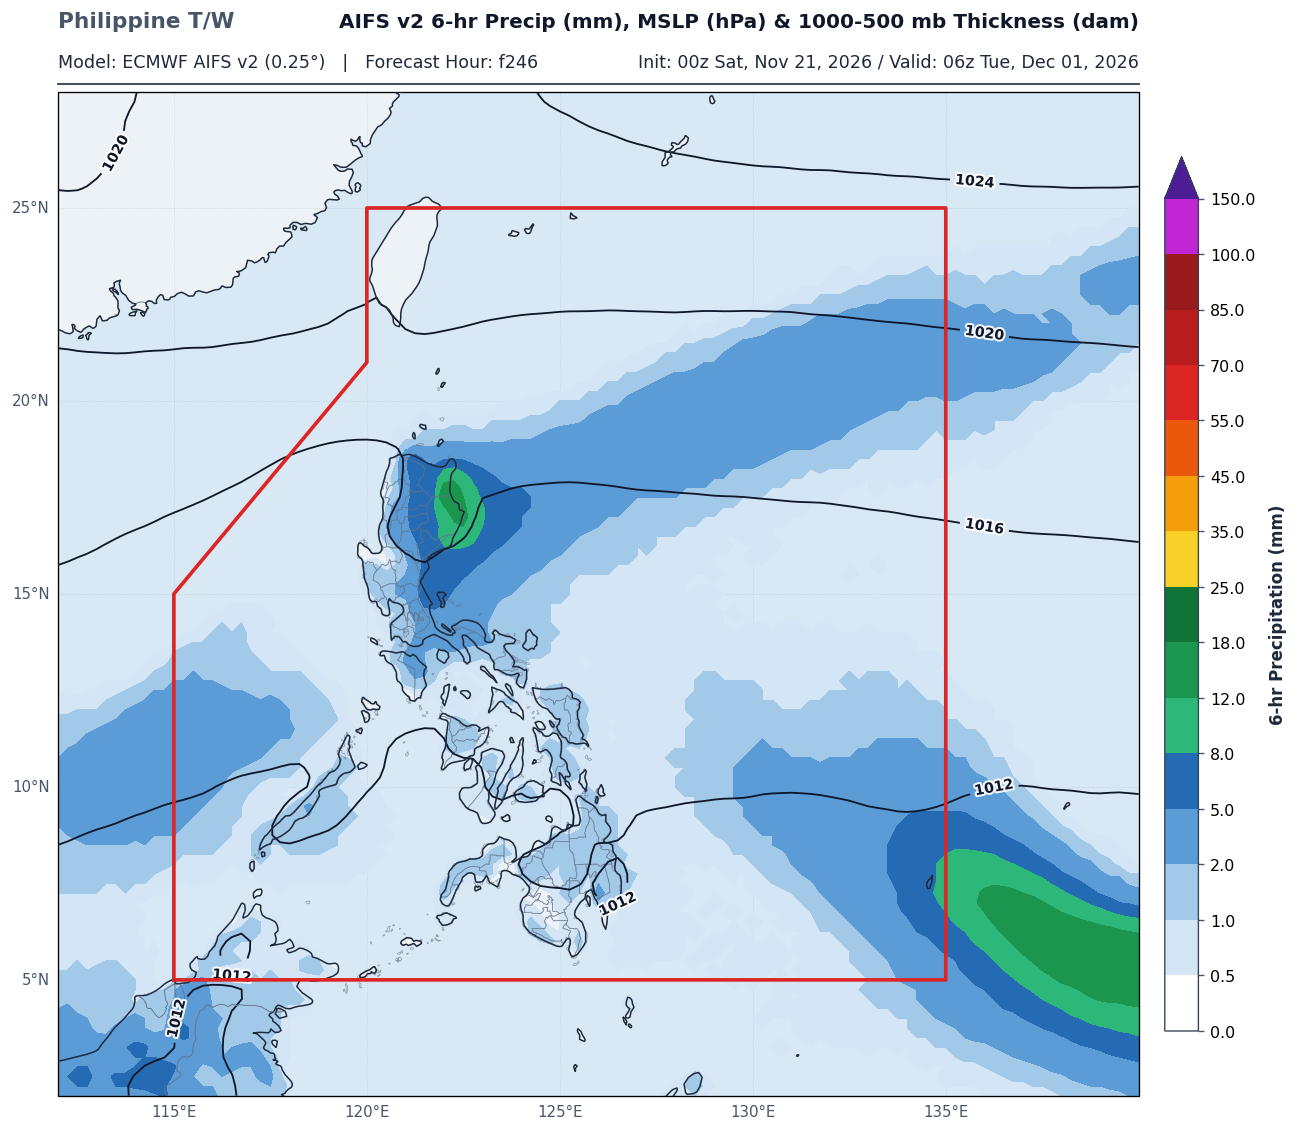 Philippine T/W
AIFS v2 6-hr Precip (mm), MSLP (hPa) & 1000-500 mb Thickness (dam)
Model: ECMWF AIFS v2 (0.25°) | Forecast Hour: f246
Init: 00z Sat, Nov 21, 2026 / Valid: 06z Tue, Dec 01, 2026
1020
1024
1020
1016
1012
1012
1012
1012
25°N
20°N
15°N
10°N
5°N
115°E
120°E
125°E
130°E
135°E
150.0
100.0
85.0
70.0
55.0
45.0
35.0
25.0
18.0
12.0
8.0
5.0
2.0
1.0
0.5
0.0
6-hr Precipitation (mm)